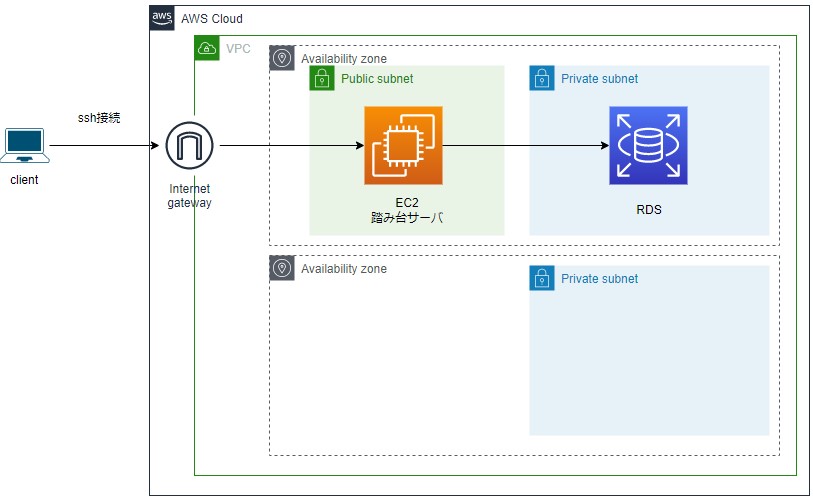 aws
AWS Cloud
VPC
Availability zone
Public subnet
Private subnet
ssh接続
client
Internet
gateway
EC2
踏み台サーバ
RDS
Availability zone
Private subnet